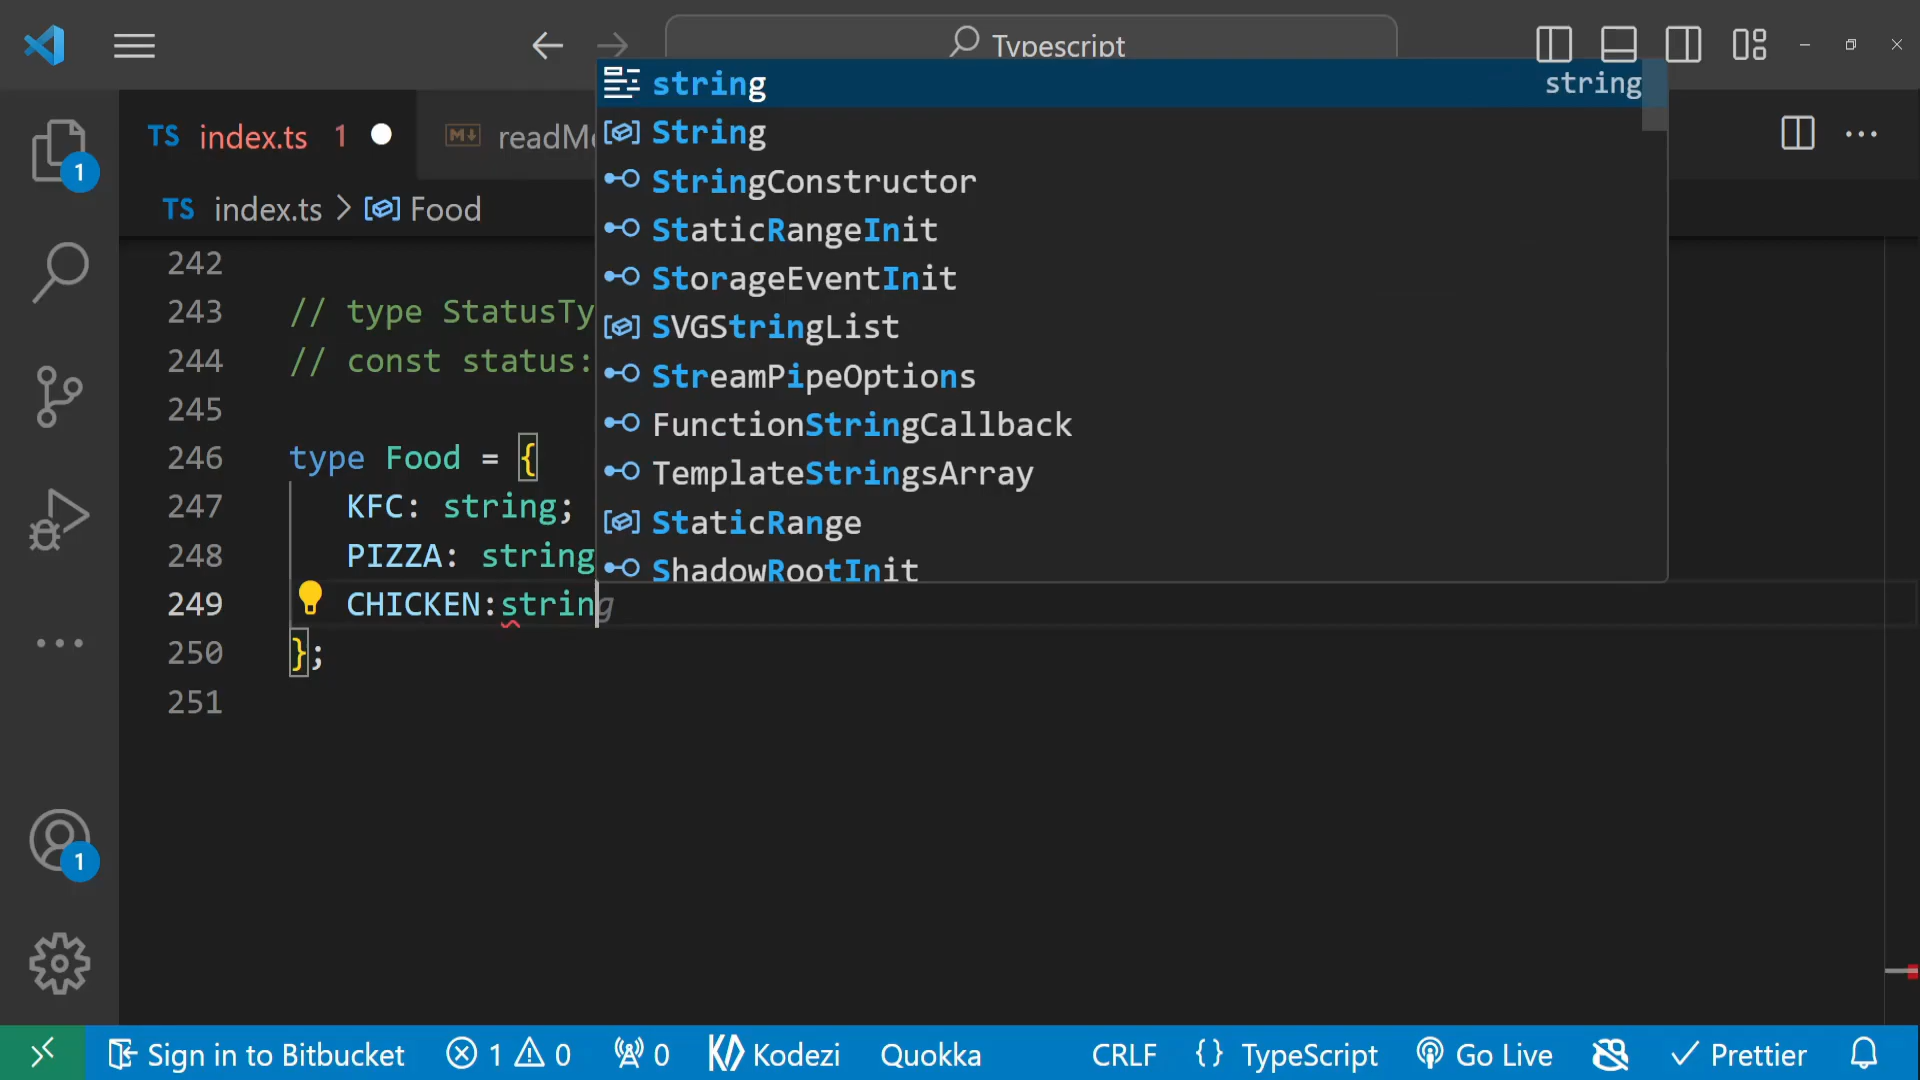 Typescript
TS index.ts 1
readMe
TS index.ts > Food
string string
String
StringConstructor
StaticRangeInit
StorageEventInit
SVGStringList
StreamPipeOptions
FunctionStringCallback
TemplateStringsArray
StaticRange
ShadowRootInit
242
243 // type StatusTy
244 // const status:
245
246 type Food = {
247 KFC: string;
248 PIZZA: string
249 CHICKEN:string
250 };
251
1
1
Sign in to Bitbucket 1 0 0 Kodezi Quokka CRLF {} TypeScript Go Live Prettier